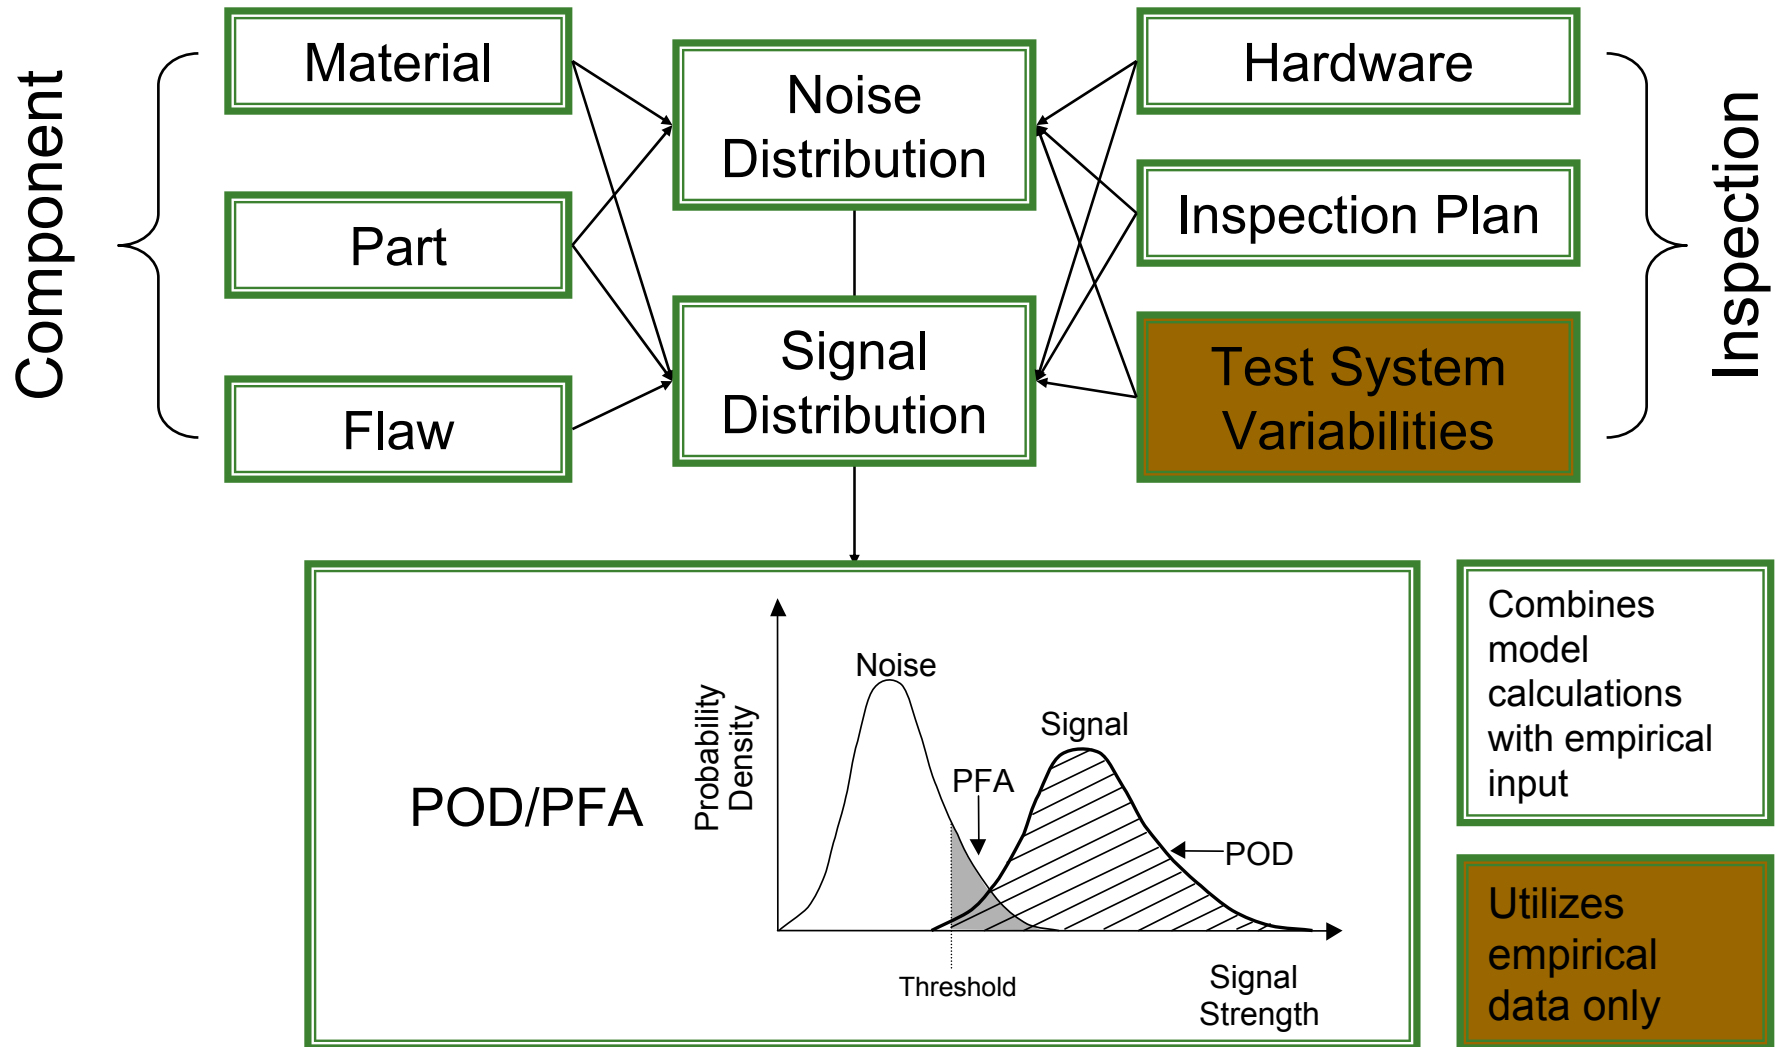 Component
Material
Part
Flaw
Noise
Distribution
Signal
Distribution
Hardware
Inspection Plan
Test System
Variabilities
Inspection
POD/PFA
Probability
Density
Noise
Signal
PFA
POD
Threshold
Signal
Strength
Combines
model
calculations
with empirical
input
Utilizes
empirical
data only